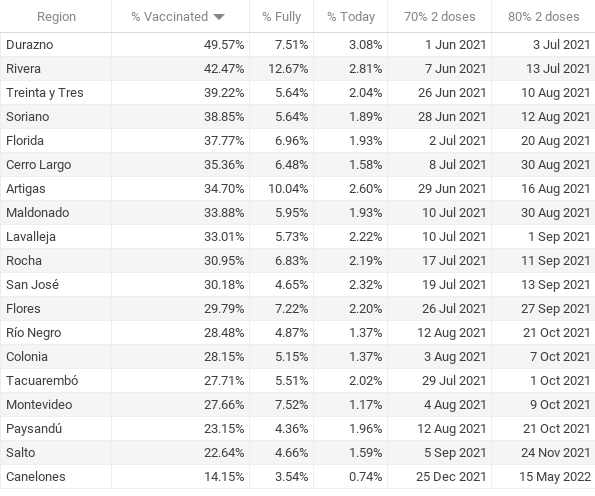 Region % Vaccinated % Fully % Today 70% 2 doses 80% 2 doses
Durazno 49.57% 7.51% 3.08% 1 Jun 2021 3 Jul 2021
Rivera 42.47% 12.67% 2.81% 7 Jun 2021 13 Jul 2021
Treinta y Tres 39.22% 5.64% 2.04% 26 Jun 2021 10 Aug 2021
Soriano 38.85% 5.64% 1.89% 28 Jun 2021 12 Aug 2021
Florida 37.77% 6.96% 1.93% 2 Jul 2021 20 Aug 2021
Cerro Largo 35.36% 6.48% 1.58% 8 Jul 2021 30 Aug 2021
Artigas 34.70% 10.04% 2.60% 29 Jun 2021 16 Aug 2021
Maldonado 33.88% 5.95% 1.93% 10 Jul 2021 30 Aug 2021
Lavalleja 33.01% 5.73% 2.22% 10 Jul 2021 1 Sep 2021
Rocha 30.95% 6.83% 2.19% 17 Jul 2021 11 Sep 2021
San José 30.18% 4.65% 2.32% 19 Jul 2021 13 Sep 2021
Flores 29.79% 7.22% 2.20% 26 Jul 2021 27 Sep 2021
Río Negro 28.48% 4.87% 1.37% 12 Aug 2021 21 Oct 2021
Colonia 28.15% 5.15% 1.37% 3 Aug 2021 7 Oct 2021
Tacuarembó 27.71% 5.51% 2.02% 29 Jul 2021 1 Oct 2021
Montevideo 27.66% 7.52% 1.17% 4 Aug 2021 9 Oct 2021
Paysandú 23.15% 4.36% 1.96% 12 Aug 2021 21 Oct 2021
Salto 22.64% 4.66% 1.59% 5 Sep 2021 24 Nov 2021
Canelones 14.15% 3.54% 0.74% 25 Dec 2021 15 May 2022